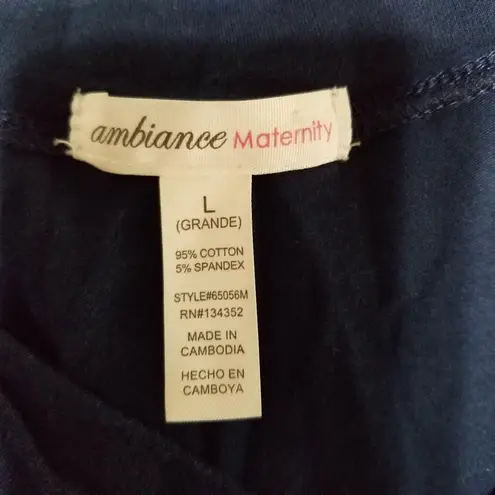 ambiance Maternity
L
(GRANDE)
95% COTTON
5% SPANDEX
STYLE#65056M
RN#134352
MADE IN
CAMBODIA
HECHO EN
CAMBOYA